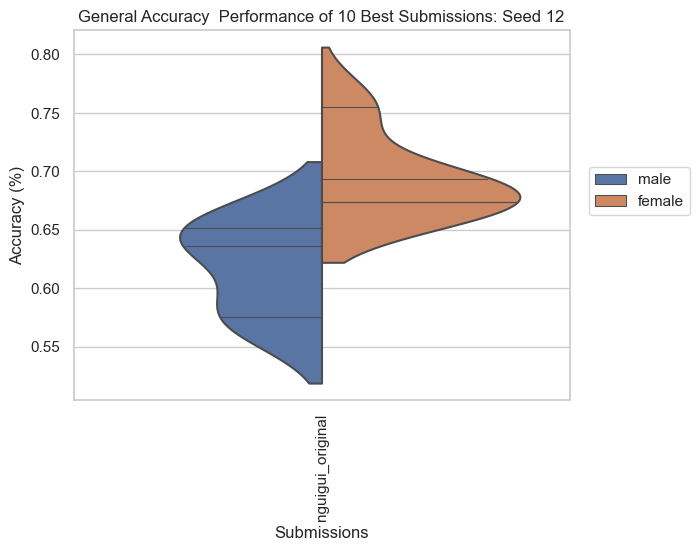 General Accuracy  Performance of 10 Best Submissions: Seed 12
0.80
0.75
0.70
0.65
0.60
0.55
Accuracy (%)
male
female
nguigui_original
Submissions